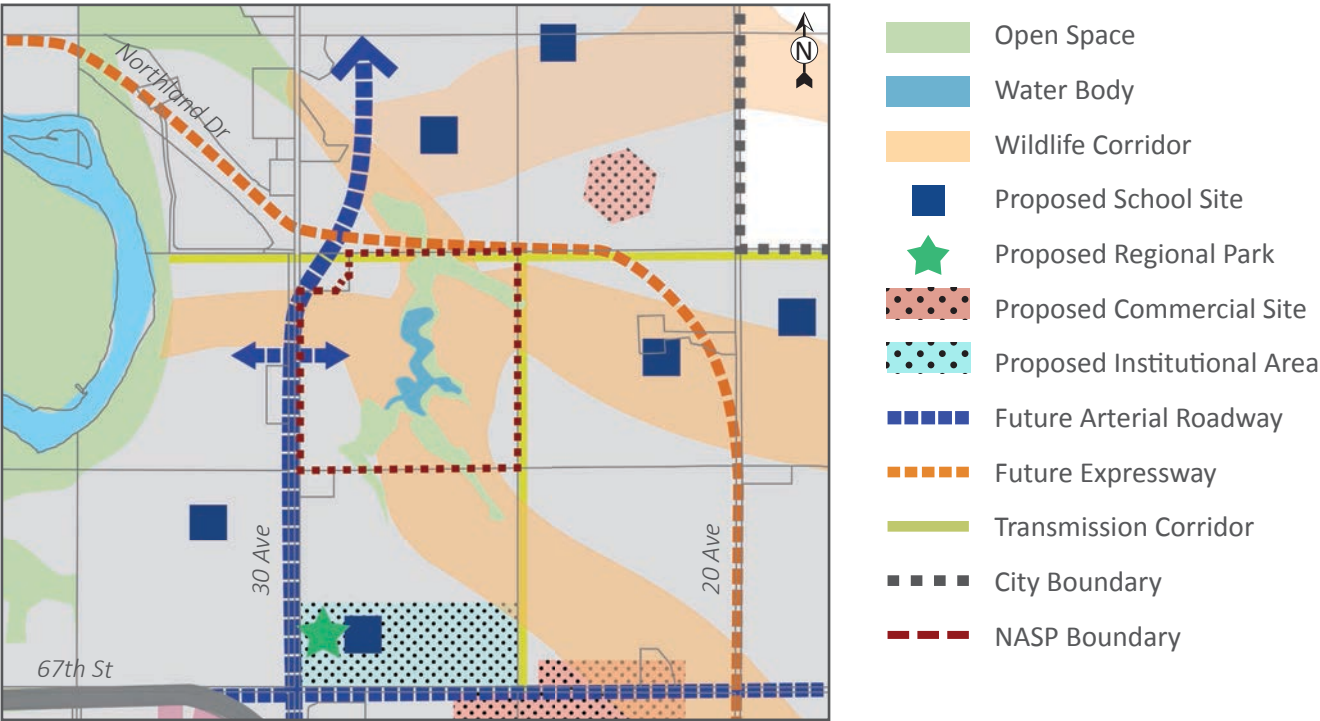 Northland Dr
N
30 Ave
20 Ave
67th St
Open Space
Water Body
Wildlife Corridor
Proposed School Site
Proposed Regional Park
Proposed Commercial Site
Proposed Institutional Area
Future Arterial Roadway
Future Expressway
Transmission Corridor
City Boundary
NASP Boundary